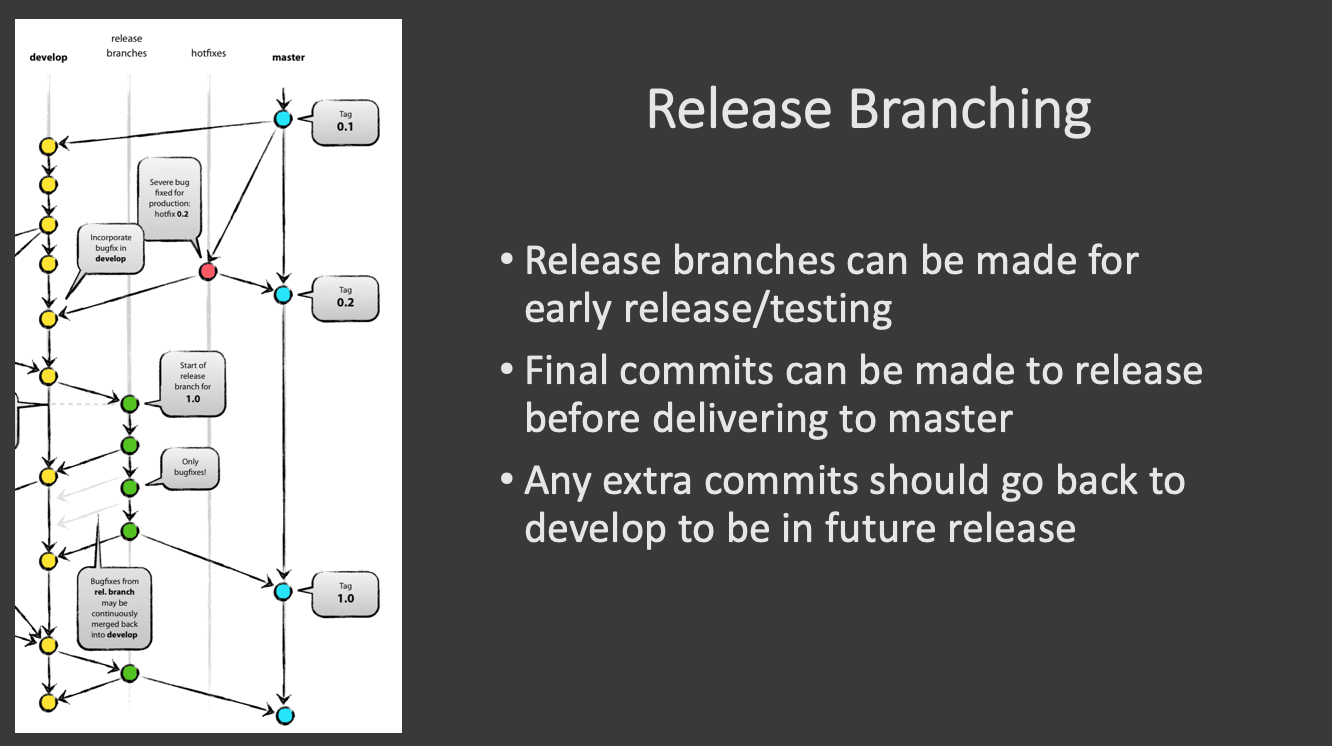 release
branches
hotfixes
develop
master
Tag
0.1
Severe bug
fixed for
production:
hotfix 0.2
Incorporate
bugfix in
develop
Tag
0.2
Start of
release
branch for
1.0
Only
bugfixes!
Bugfixes from
rel. branch
may be
continuously
merged back
into develop
Tag
1.0
Release Branching
• Release branches can be made for
early release/testing
• Final commits can be made to release
before delivering to master
• Any extra commits should go back to
develop to be in future release